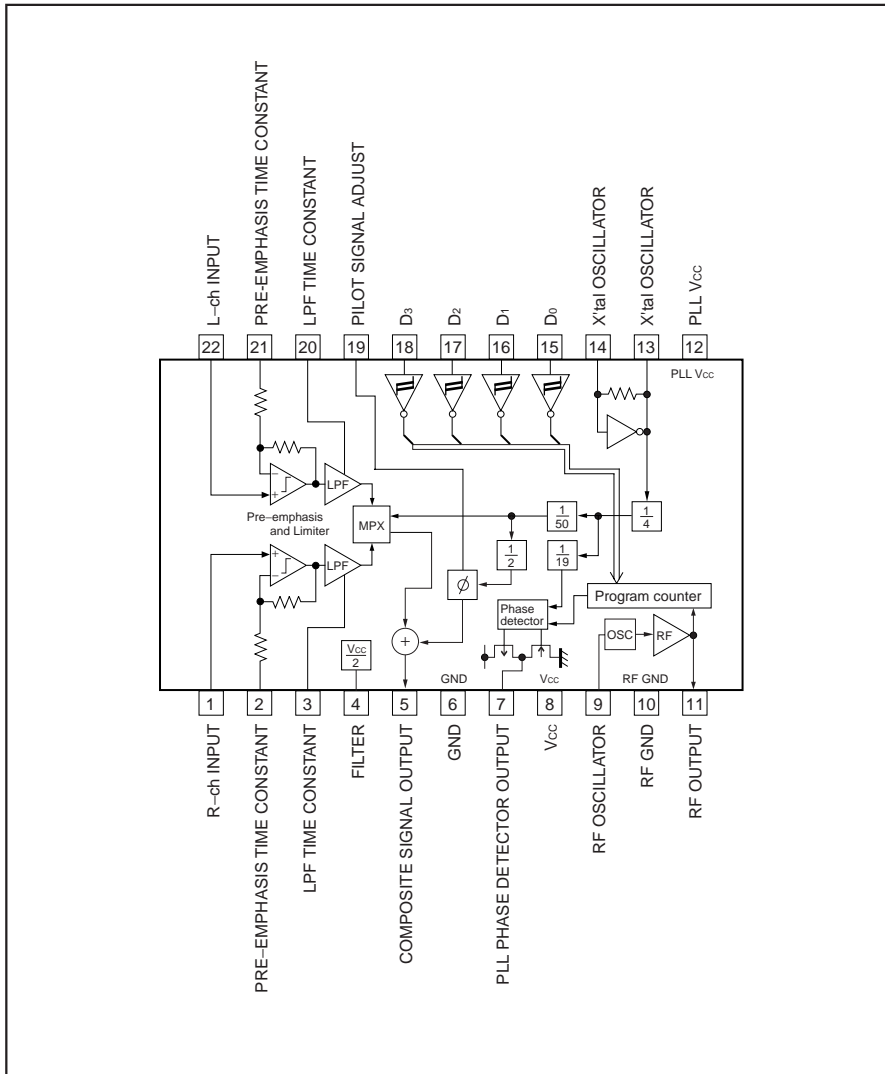 L−ch INPUT
PRE-EMPHASIS TIME CONSTANT
LPF TIME CONSTANT
PILOT SIGNAL ADJUST
D3
D2
D1
D0
X'tal OSCILLATOR
X'tal OSCILLATOR
PLL Vcc
22
21
20
19
18
17
16
15
14
13
12
PLL Vcc
−
+
LPF
Pre−emphasis
and Limiter
MPX
1
50
1
4
1
2
1
19
+
−
LPF
ϕ
Phase
detector
Program counter
+
Vcc
2
OSC
RF
GND
Vcc
RF GND
1
2
3
4
5
6
7
8
9
10
11
R−ch INPUT
PRE−EMPHASIS TIME CONSTANT
LPF TIME CONSTANT
FILTER
COMPOSITE SIGNAL OUTPUT
GND
PLL PHASE DETECTOR OUTPUT
Vcc
RF OSCILLATOR
RF GND
RF OUTPUT